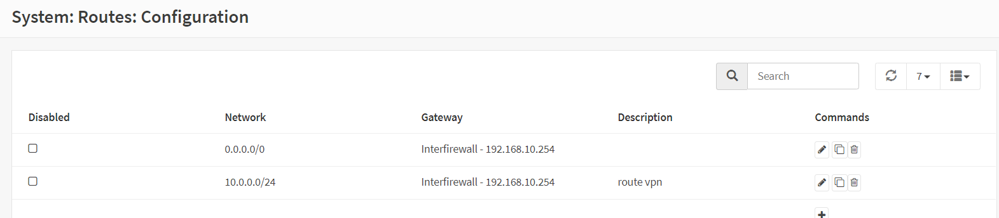 System: Routes: Configuration
Search
7
Disabled Network Gateway Description Commands
0.0.0.0/0 Interfirewall - 192.168.10.254
10.0.0.0/24 Interfirewall - 192.168.10.254 route vpn